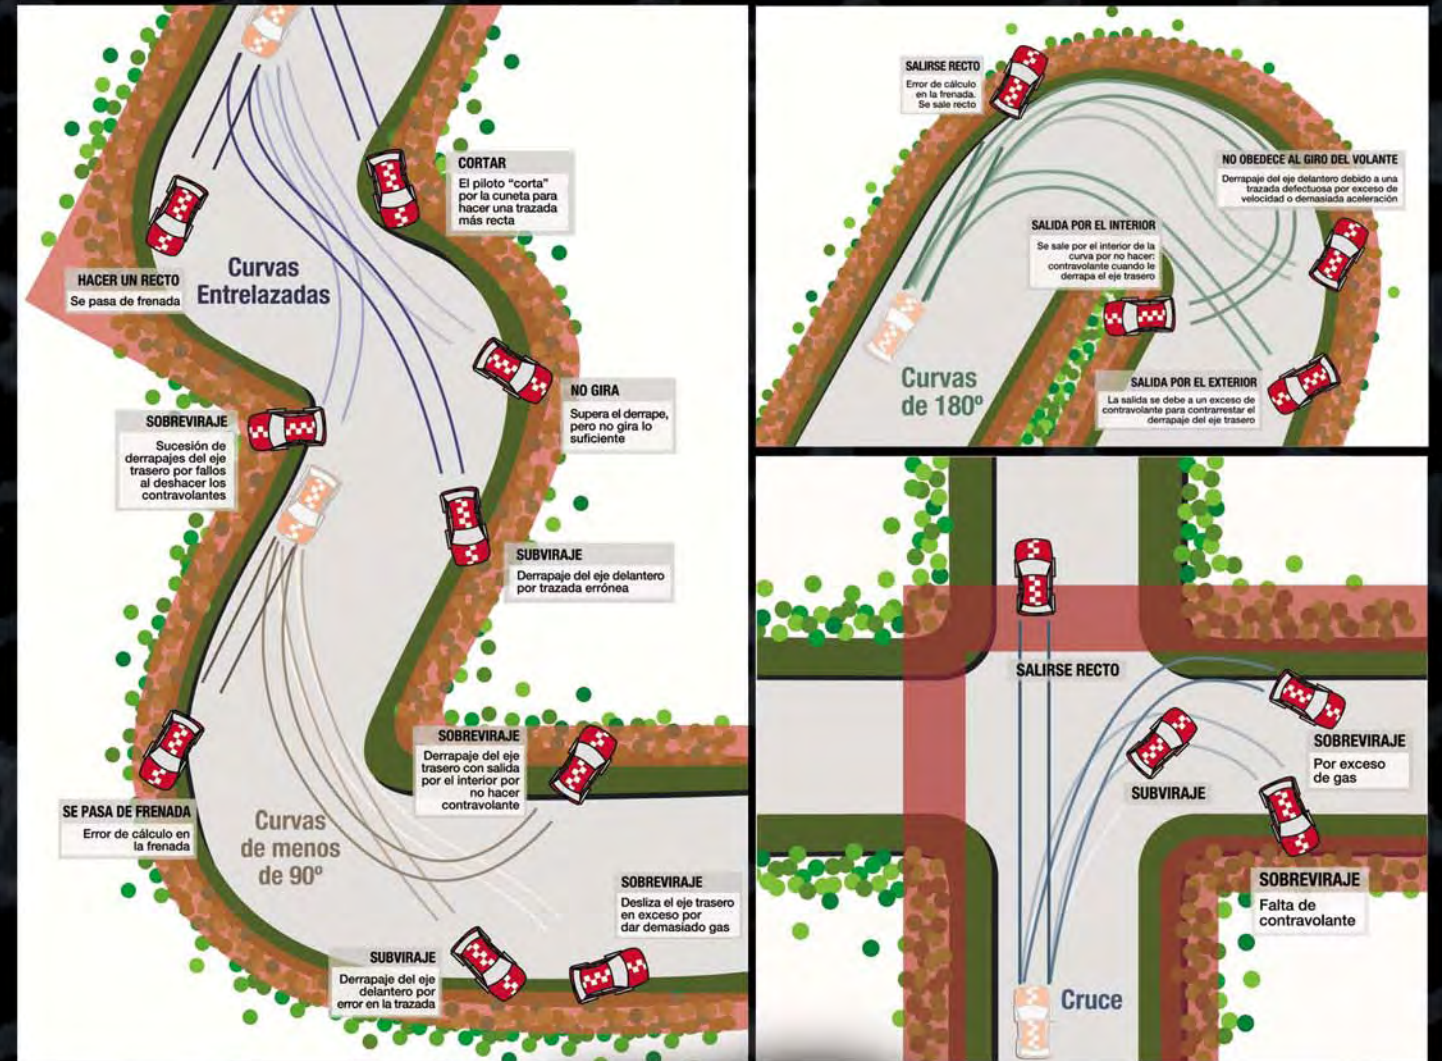 CORTAR
El piloto “corta”
por la cuneta para
hacer una trazada
más recta
HACER UN RECTO
Se pasa de frenada
Curvas
Entrelazadas
NO GIRA
Supera el derrape,
pero no gira lo
suficiente
SOBREVIRAJE
Sucesión de
derrapajes del eje
trasero por fallos
al deshacer los
contravolantes
SUBVIRAJE
Derrapaje del eje delantero
por trazada errónea
SOBREVIRAJE
Derrapaje del eje
trasero con salida
por el interior por
no hacer
contravolante
SE PASA DE FRENADA
Error de cálculo en
la frenada
Curvas
de menos
de 90º
SOBREVIRAJE
Desliza el eje trasero
en exceso por
dar demasiado gas
SUBVIRAJE
Derrapaje del eje
delantero por
error en la trazada
SALIRSE RECTO
Error de cálculo
en la frenada.
Se sale recto
NO OBEDECE AL GIRO DEL VOLANTE
Derrapaje del eje delantero debido a una
trazada defectuosa por exceso de
velocidad o demasiada aceleración
SALIDA POR EL INTERIOR
Se sale por el interior de la
curva por no hacer:
contravolante cuando le
derrapa el eje trasero
Curvas
de 180º
SALIDA POR EL EXTERIOR
La salida se debe a un exceso de
contravolante para contrarrestar el
derrapaje del eje trasero
SALIRSE RECTO
SOBREVIRAJE
Por exceso
de gas
SUBVIRAJE
SOBREVIRAJE
Falta de
contravolante
Cruce